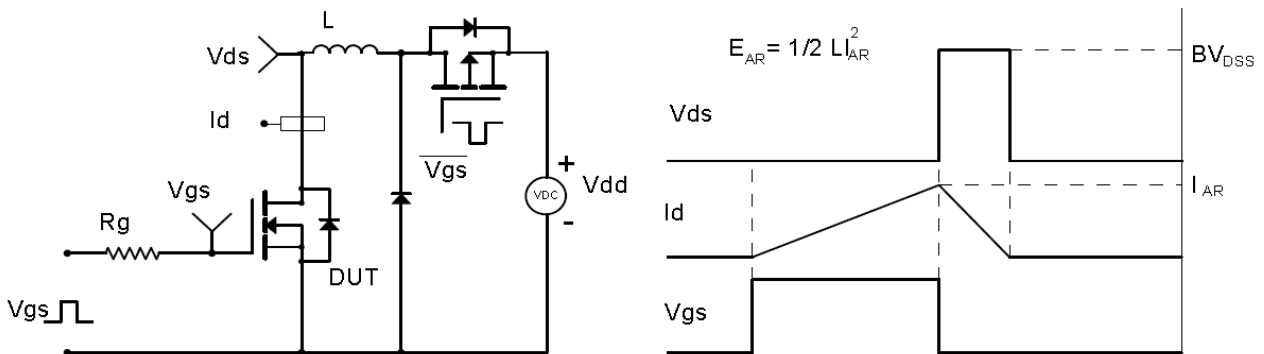 L
Vds
Id
Vgs
Rg
DUT
Vgs
Vgs
+
VDC
-
Vdd
E_AR = 1/2 LI_AR^2
Vds
BV_DSS
Id
I_AR
Vgs